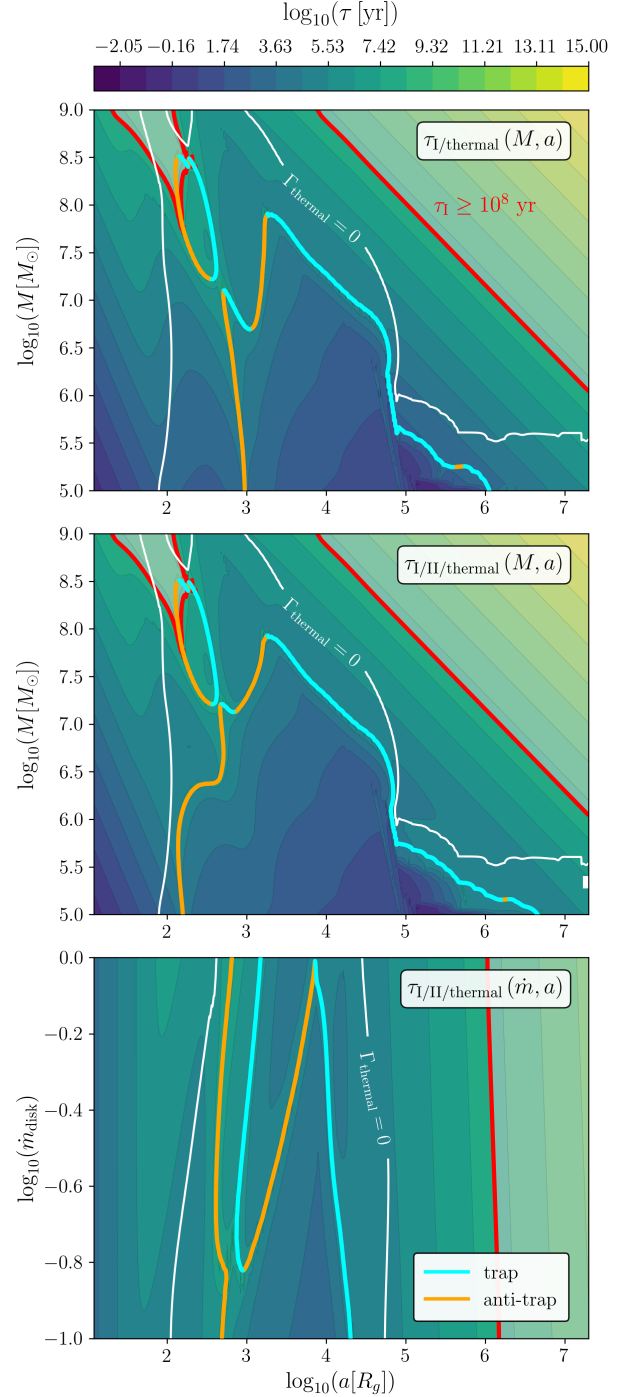 log₁₀(τ [yr])
−2.05 −0.16 1.74 3.63 5.53 7.42 9.32 11.21 13.11 15.00
9.0
τ_I/thermal (M, a)
8.5
Γ_thermal = 0
τ_I ≥ 10⁸ yr
8.0
7.5
log₁₀(M[M_⊙])
7.0
6.5
6.0
5.5
5.0
2 3 4 5 6 7
9.0
τ_I/II/thermal (M, a)
8.5
Γ_thermal = 0
8.0
7.5
log₁₀(M[M_⊙])
7.0
6.5
6.0
5.5
5.0
2 3 4 5 6 7
0.0
τ_I/II/thermal (ṁ, a)
−0.2
Γ_thermal = 0
−0.4
log₁₀(ṁ_disk)
−0.6
−0.8
trap
anti-trap
−1.0
2 3 4 5 6 7
log₁₀(a[R_g])